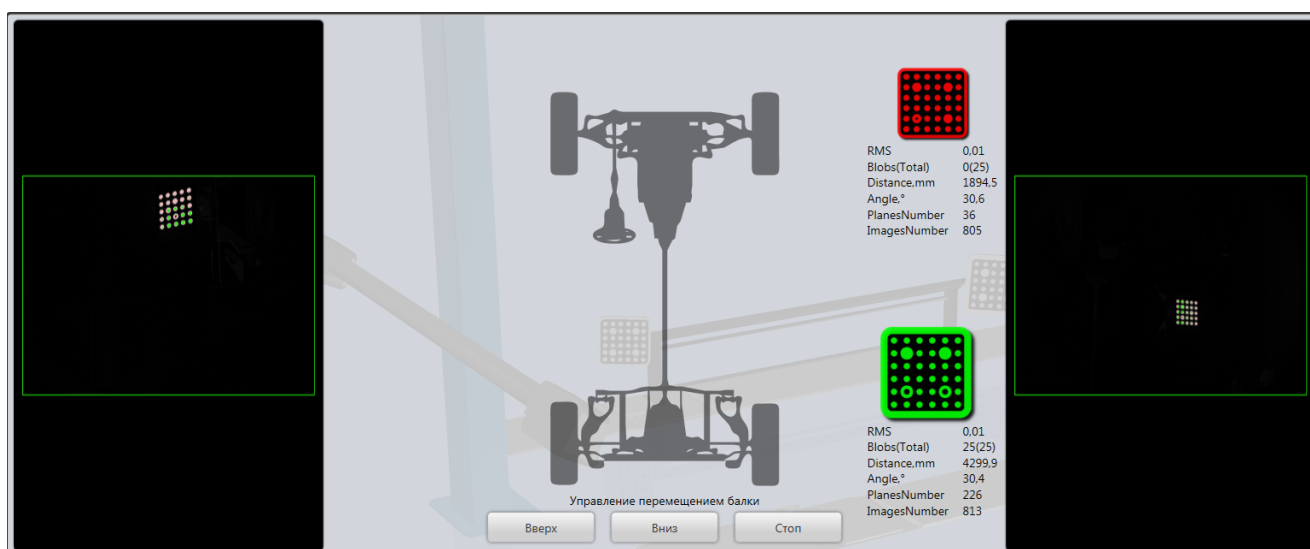 RMS 0,01
Blobs(Total) 0(25)
Distance,mm 1894,5
Angle,° 30,6
PlanesNumber 36
ImagesNumber 805
RMS 0,01
Blobs(Total) 25(25)
Distance,mm 4299,9
Angle,° 30,4
PlanesNumber 226
ImagesNumber 813
Управление перемещением балки
Вверх Вниз Стоп